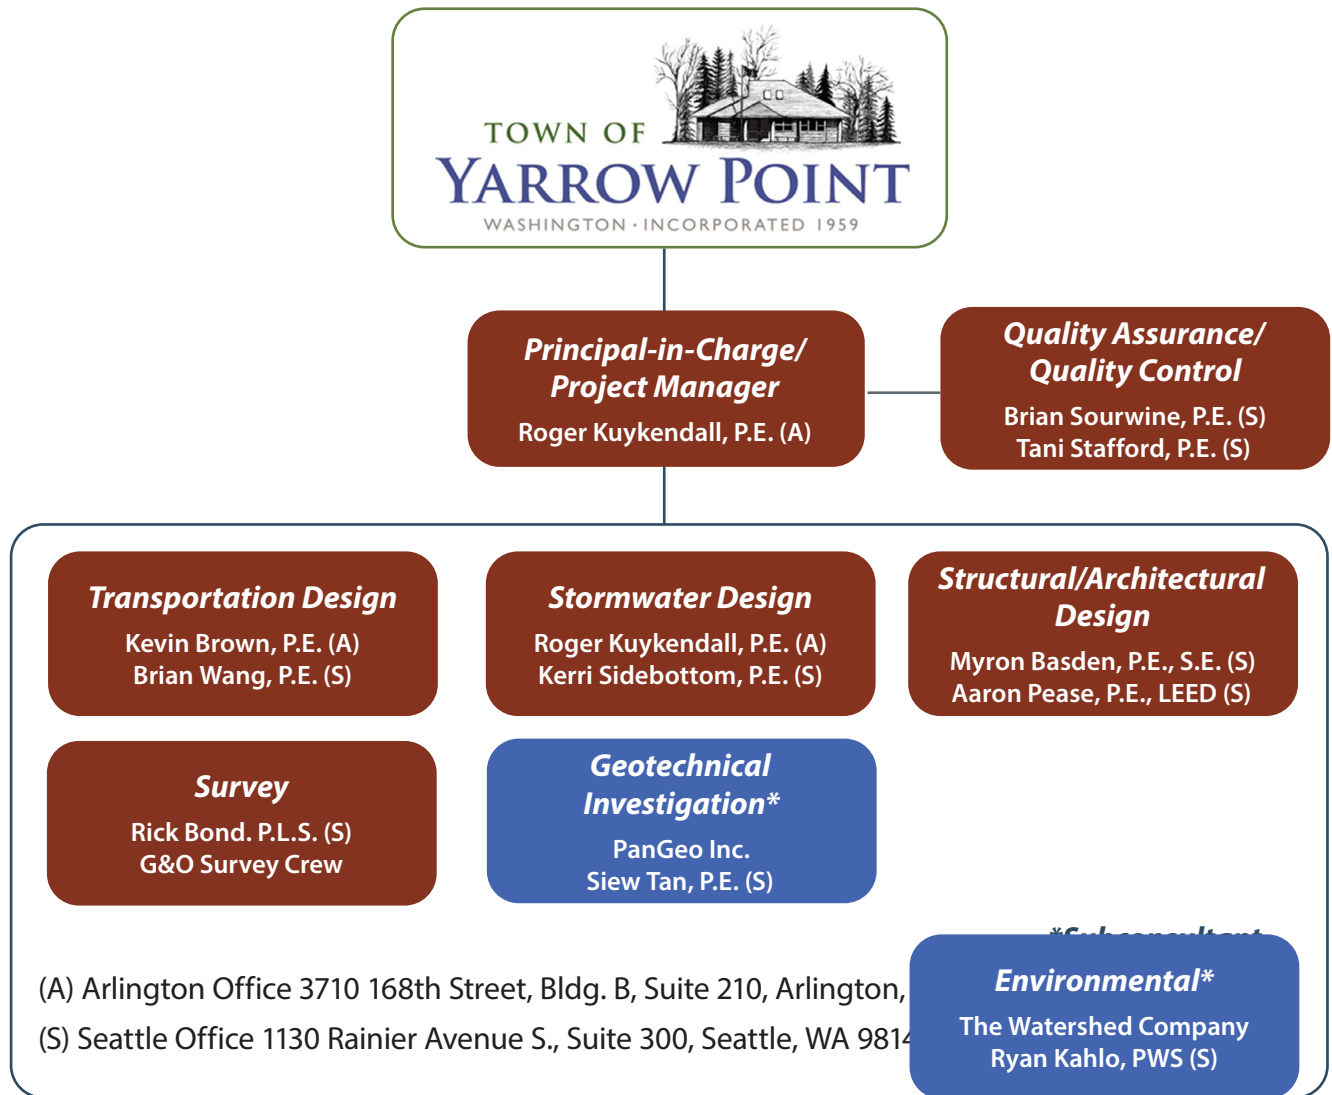 TOWN OF
YARROW POINT
WASHINGTON · INCORPORATED 1959
Principal-in-Charge/
Project Manager
Roger Kuykendall, P.E. (A)
Quality Assurance/
Quality Control
Brian Sourwine, P.E. (S)
Tani Stafford, P.E. (S)
Transportation Design
Kevin Brown, P.E. (A)
Brian Wang, P.E. (S)
Stormwater Design
Roger Kuykendall, P.E. (A)
Kerri Sidebottom, P.E. (S)
Structural/Architectural
Design
Myron Basden, P.E., S.E. (S)
Aaron Pease, P.E., LEED (S)
Survey
Rick Bond. P.L.S. (S)
G&O Survey Crew
Geotechnical
Investigation*
PanGeo Inc.
Siew Tan, P.E. (S)
*Subconsultant
Environmental*
The Watershed Company
Ryan Kahlo, PWS (S)
(A) Arlington Office 3710 168th Street, Bldg. B, Suite 210, Arlington,
(S) Seattle Office 1130 Rainier Avenue S., Suite 300, Seattle, WA